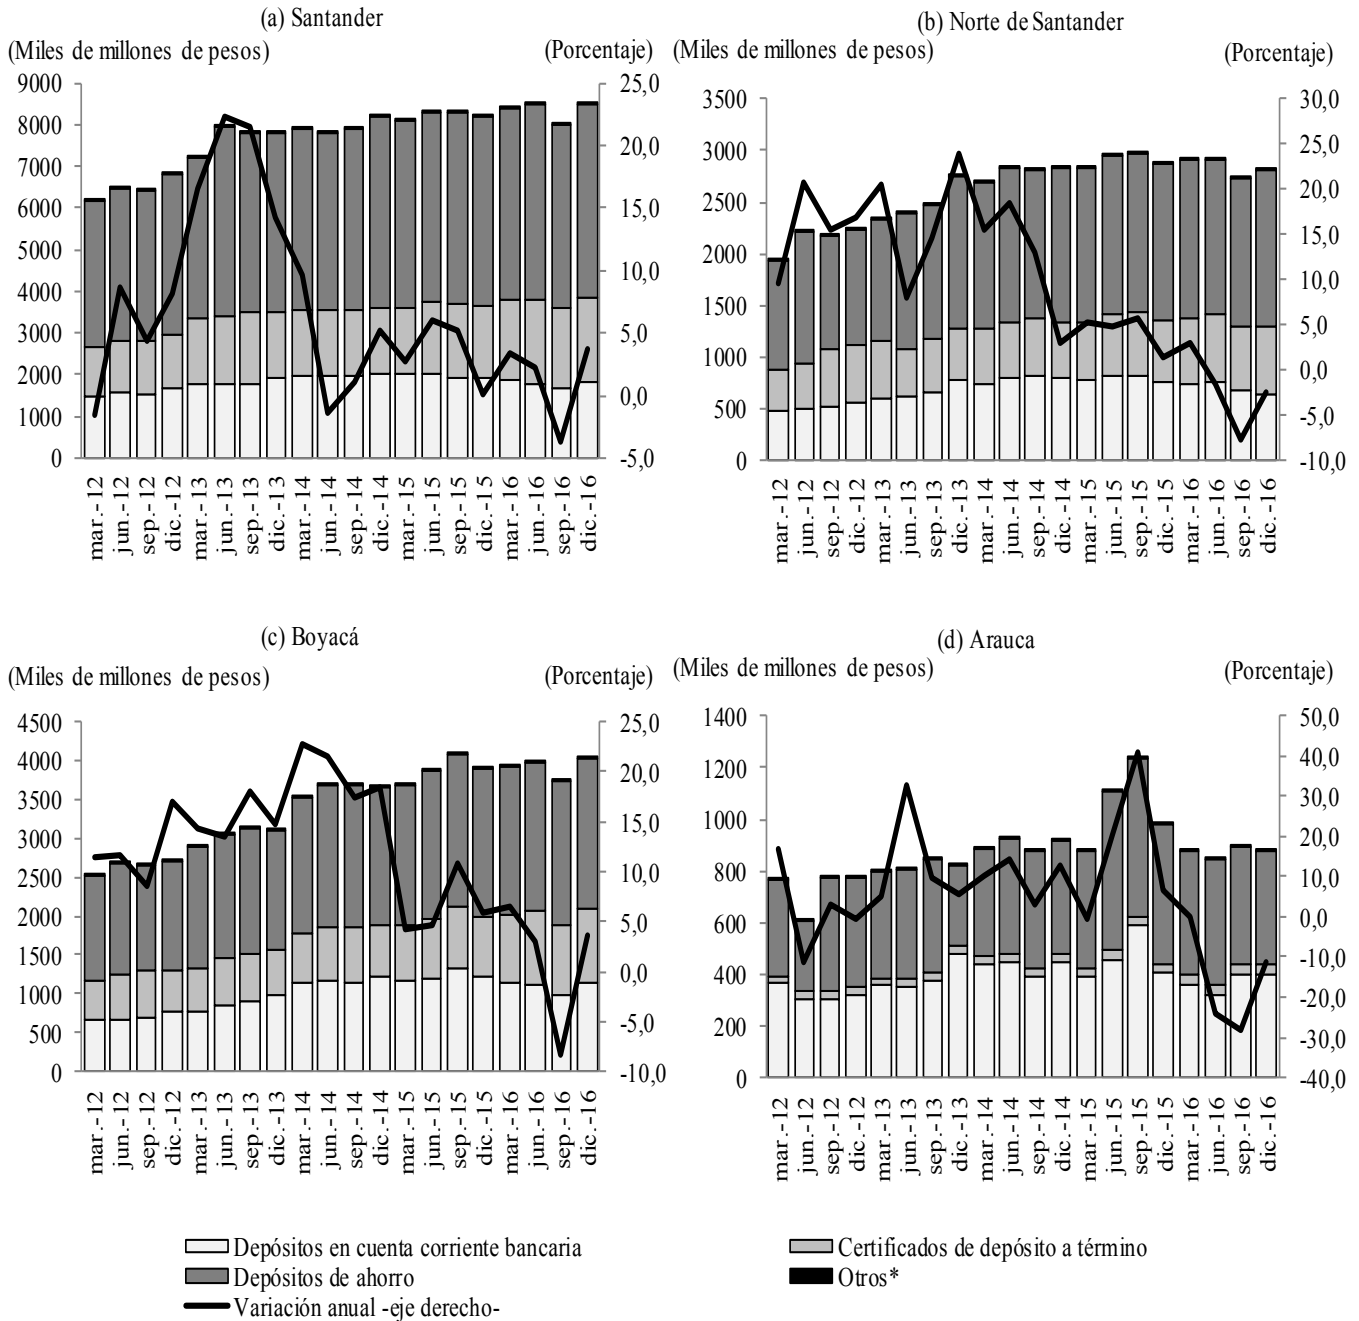 (a) Santander
(Miles de millones de pesos) (Porcentaje)
9000 25,0
8000
7000 20,0
6000 15,0
5000 10,0
4000
3000 5,0
2000 0,0
1000
0 -5,0
mar.-12 jun.-12 sep.-12 dic.-12 mar.-13 jun.-13 sep.-13 dic.-13 mar.-14 jun.-14 sep.-14 dic.-14 mar.-15 jun.-15 sep.-15 dic.-15 mar.-16 jun.-16 sep.-16 dic.-16
(b) Norte de Santander
(Miles de millones de pesos) (Porcentaje)
3500 30,0
3000 25,0
2500 20,0
2000 15,0
1500 10,0
1000 5,0
500 0,0
0 -5,0
-10,0
mar.-12 jun.-12 sep.-12 dic.-12 mar.-13 jun.-13 sep.-13 dic.-13 mar.-14 jun.-14 sep.-14 dic.-14 mar.-15 jun.-15 sep.-15 dic.-15 mar.-16 jun.-16 sep.-16 dic.-16
(c) Boyacá
(Miles de millones de pesos) (Porcentaje)
4500 25,0
4000 20,0
3500 15,0
3000 10,0
2500 5,0
2000 0,0
1500 -5,0
1000 -10,0
500
0
mar.-12 jun.-12 sep.-12 dic.-12 mar.-13 jun.-13 sep.-13 dic.-13 mar.-14 jun.-14 sep.-14 dic.-14 mar.-15 jun.-15 sep.-15 dic.-15 mar.-16 jun.-16 sep.-16 dic.-16
(d) Arauca
(Miles de millones de pesos) (Porcentaje)
1400 50,0
1200 40,0
1000 30,0
800 20,0
600 10,0
400 0,0
200 -10,0
0 -20,0
-30,0
-40,0
mar.-12 jun.-12 sep.-12 dic.-12 mar.-13 jun.-13 sep.-13 dic.-13 mar.-14 jun.-14 sep.-14 dic.-14 mar.-15 jun.-15 sep.-15 dic.-15 mar.-16 jun.-16 sep.-16 dic.-16
Depósitos en cuenta corriente bancaria
Certificados de depósito a término
Depósitos de ahorro
Otros*
Variación anual -eje derecho-